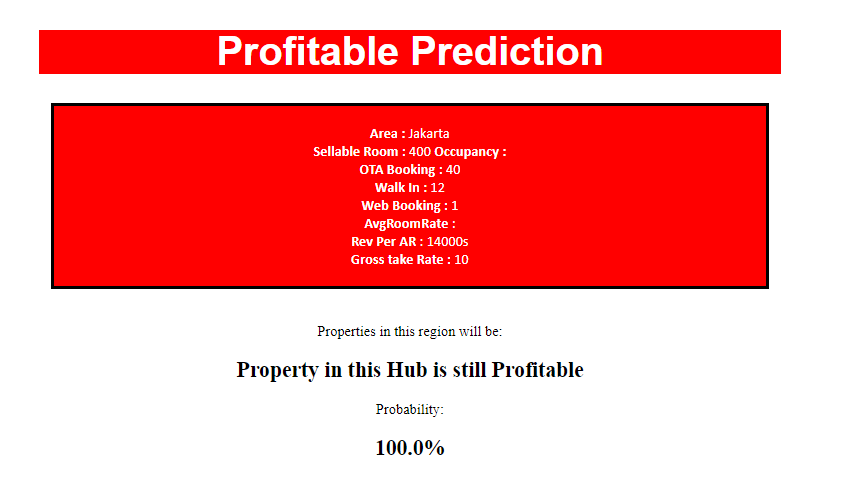 Profitable Prediction
Area : Jakarta
Sellable Room : 400 Occupancy :
OTA Booking : 40
Walk In : 12
Web Booking : 1
AvgRoomRate :
Rev Per AR : 14000s
Gross take Rate : 10
Properties in this region will be:
Property in this Hub is still Profitable
Probability:
100.0%